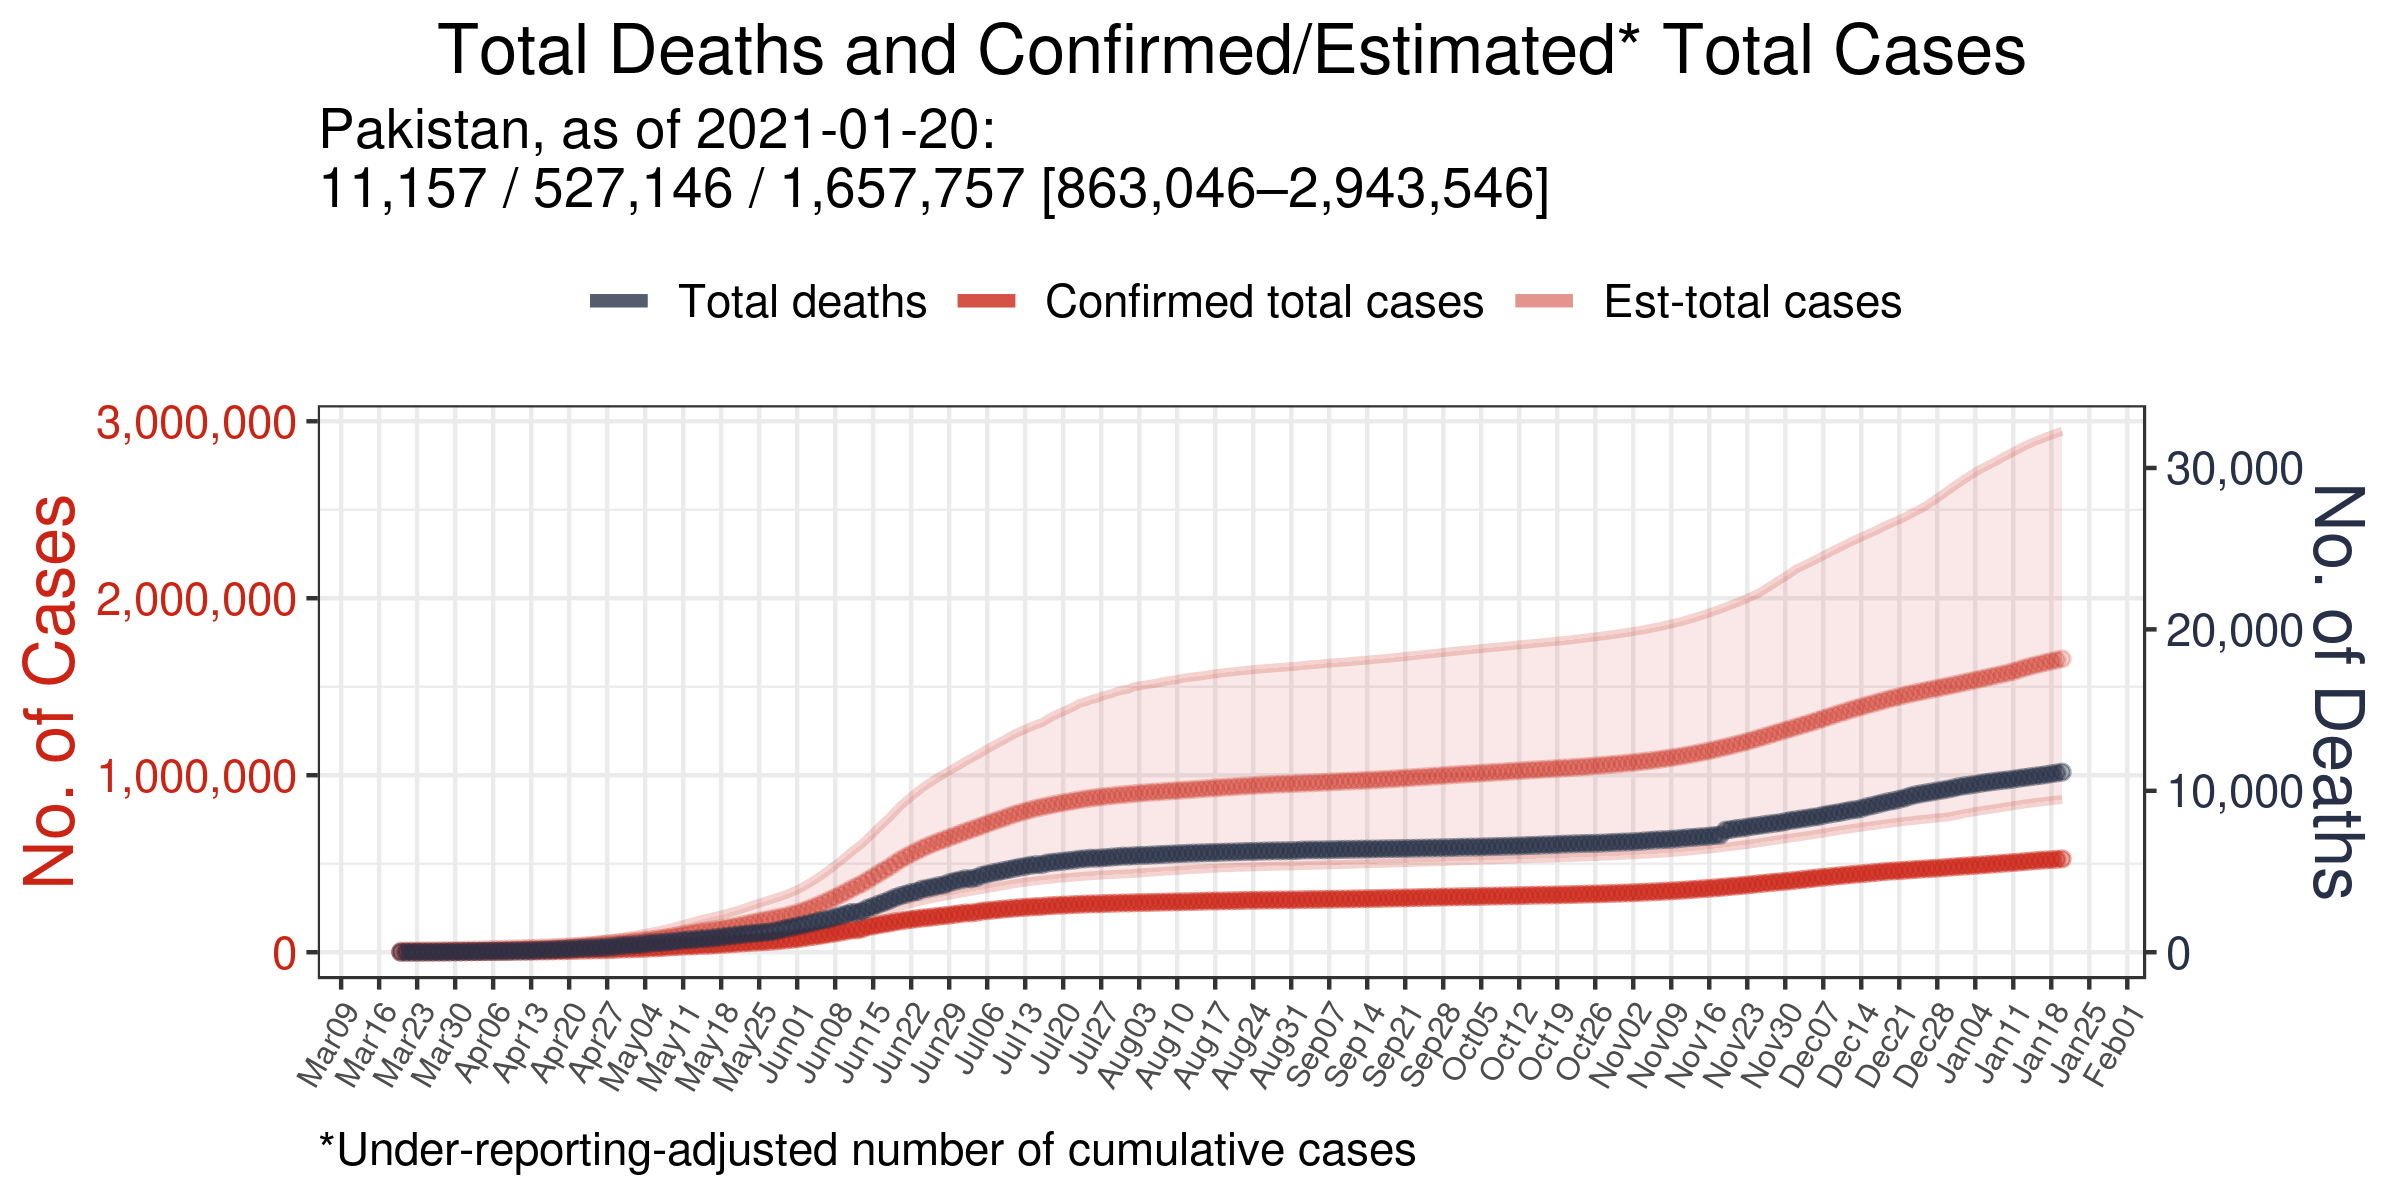 Total Deaths and Confirmed/Estimated* Total Cases
Pakistan, as of 2021-01-20:
11,157 / 527,146 / 1,657,757 [863,046–2,943,546]
Total deaths
Confirmed total cases
Est-total cases
No. of Cases
3,000,000
2,000,000
1,000,000
0
30,000
20,000
10,000
0
No. of Deaths
Mar09
Mar16
Mar23
Mar30
Apr06
Apr13
Apr20
Apr27
May04
May11
May18
May25
Jun01
Jun08
Jun15
Jun22
Jun29
Jul06
Jul13
Jul20
Jul27
Aug03
Aug10
Aug17
Aug24
Aug31
Sep07
Sep14
Sep21
Sep28
Oct05
Oct12
Oct19
Oct26
Nov02
Nov09
Nov16
Nov23
Nov30
Dec07
Dec14
Dec21
Dec28
Jan04
Jan11
Jan18
Jan25
Feb01
*Under-reporting-adjusted number of cumulative cases